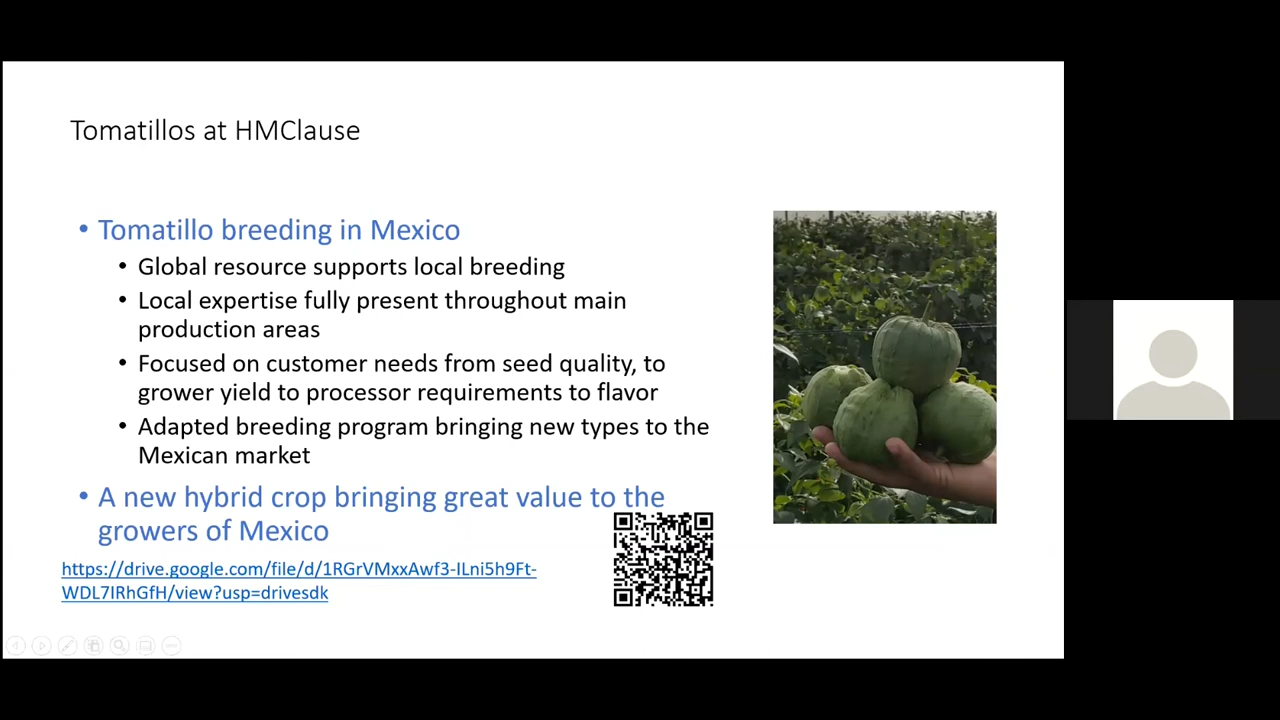 Tomatillos at HMClause
• Tomatillo breeding in Mexico
• Global resource supports local breeding
• Local expertise fully present throughout main
production areas
• Focused on customer needs from seed quality, to
grower yield to processor requirements to flavor
• Adapted breeding program bringing new types to the
Mexican market
• A new hybrid crop bringing great value to the
growers of Mexico
https://drive.google.com/file/d/1RGrVMxxAwf3-ILni5h9Ft-
WDL7IRhGfH/view?usp=drivesdk